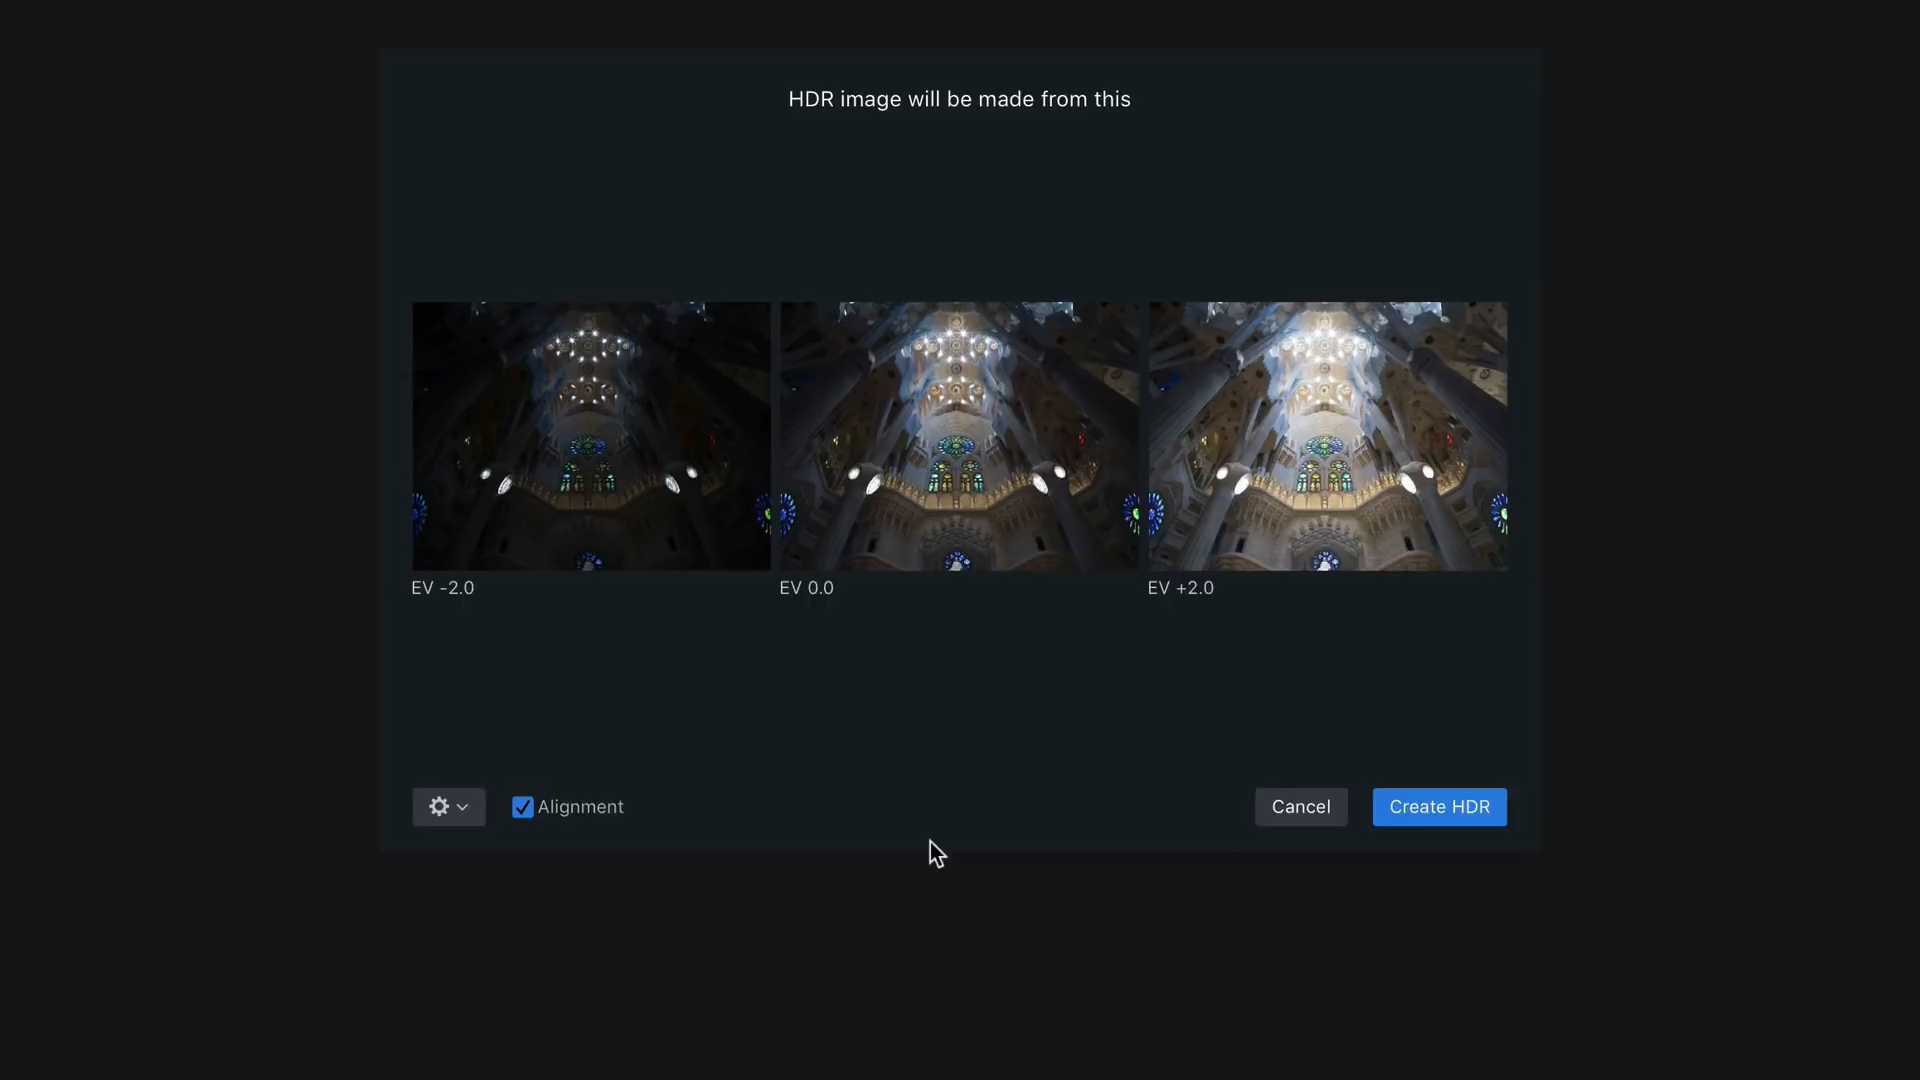 HDR image will be made from this
EV -2.0
EV 0.0
EV +2.0
Alignment
Cancel
Create HDR